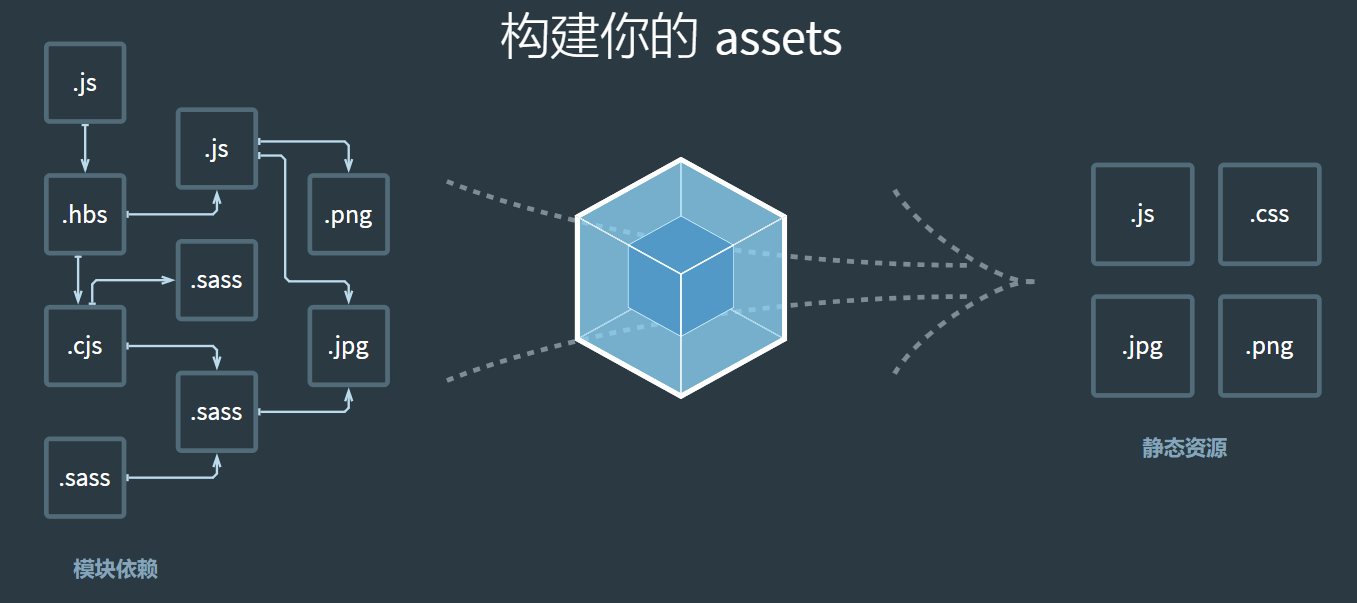 构建你的 assets
.js
.js
.hbs
.png
.sass
.cjs
.jpg
.sass
.sass
模块依赖
.js
.css
.jpg
.png
静态资源